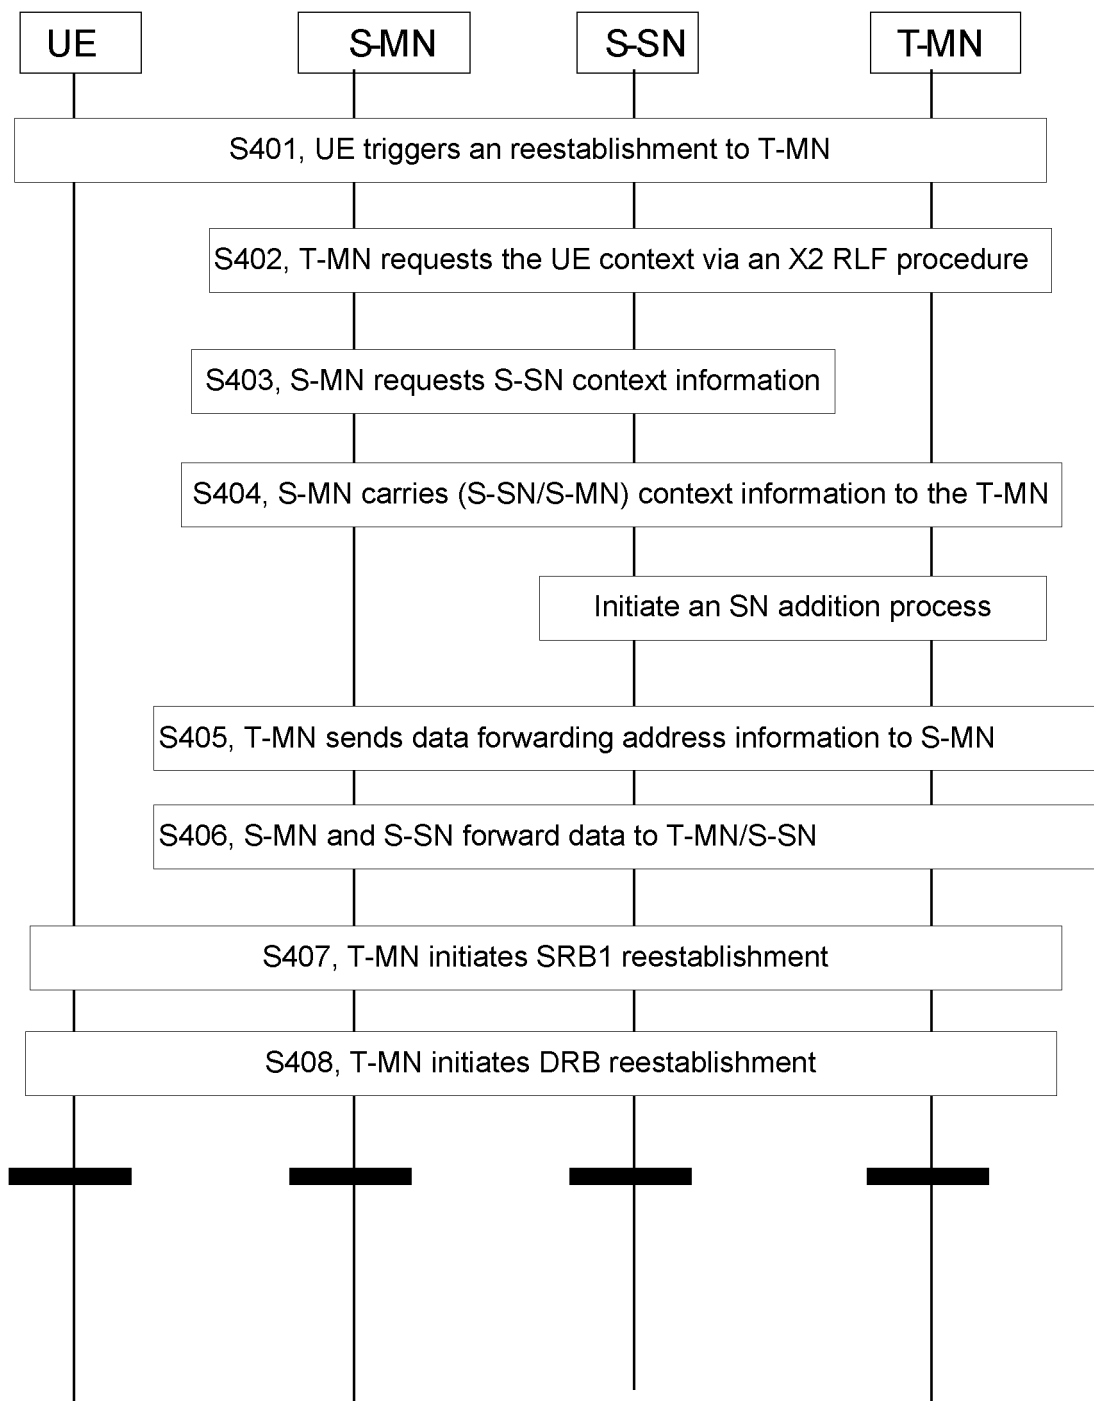 UE
S-MN
S-SN
T-MN
S401, UE triggers an reestablishment to T-MN
S402, T-MN requests the UE context via an X2 RLF procedure
S403, S-MN requests S-SN context information
S404, S-MN carries (S-SN/S-MN) context information to the T-MN
Initiate an SN addition process
S405, T-MN sends data forwarding address information to S-MN
S406, S-MN and S-SN forward data to T-MN/S-SN
S407, T-MN initiates SRB1 reestablishment
S408, T-MN initiates DRB reestablishment